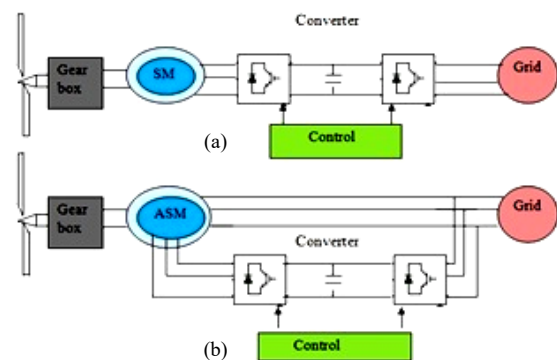 Converter
Gear
box
SM
Grid
Control
(a)
Gear
box
ASM
Grid
Converter
Control
(b)